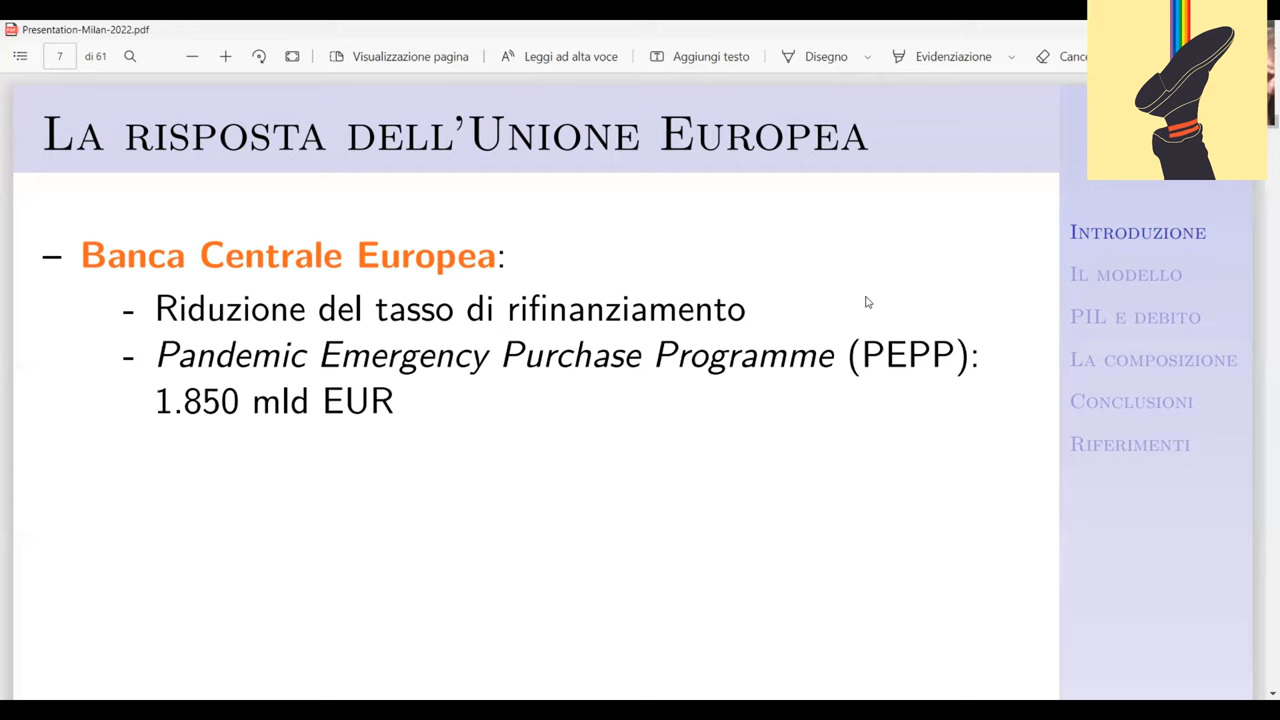 Presentation-Milan-2022.pdf
7 di 61 Visualizzazione pagina Leggi ad alta voce Aggiungi testo Disegno Evidenziazione Cance
La risposta dell'Unione Europea
– Banca Centrale Europea:
- Riduzione del tasso di rifinanziamento
- Pandemic Emergency Purchase Programme (PEPP):
1.850 mld EUR
Introduzione
Il modello
PIL e debito
La composizione
Conclusioni
Riferimenti